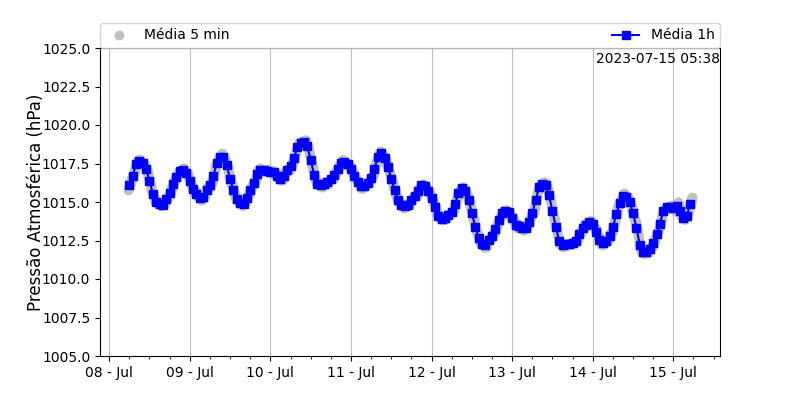 Média 5 min
Média 1h
2023-07-15 05:38
Pressão Atmosférica (hPa)
1025.0
1022.5
1020.0
1017.5
1015.0
1012.5
1010.0
1007.5
1005.0
08 - Jul
09 - Jul
10 - Jul
11 - Jul
12 - Jul
13 - Jul
14 - Jul
15 - Jul